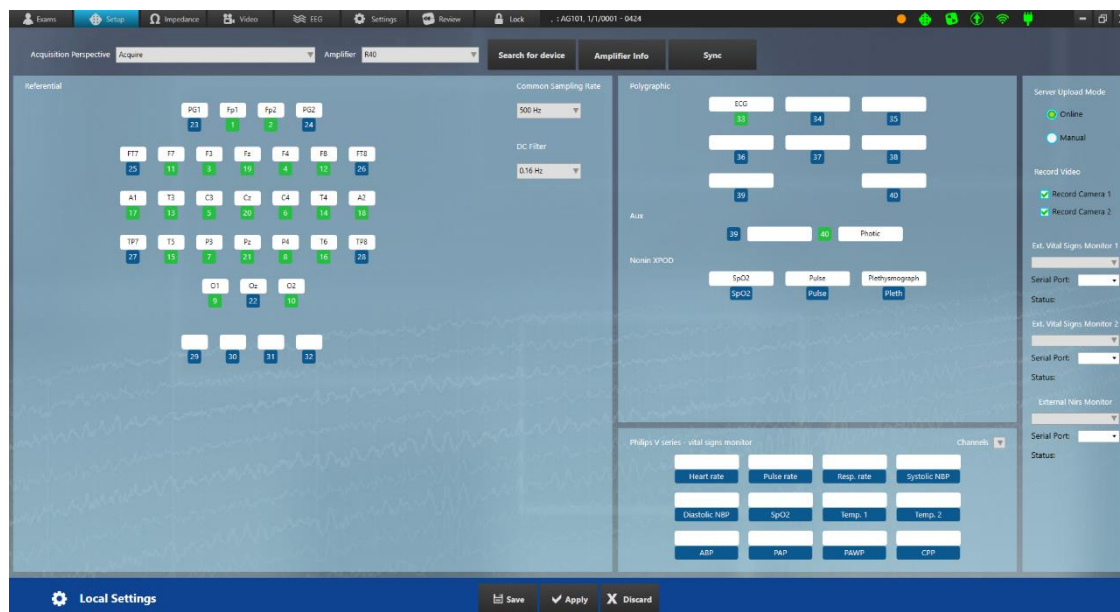 Exams Setup Impedance Video EEG Settings Review Lock , : AG101, 1/1/0001 - 0424
Acquisition Perspective Acquire Amplifier R40 Search for device Amplifier Info Sync
Referential Common Sampling Rate
500 Hz
DC Filter
0.16 Hz
PG1 Fp1 Fp2 PG2
23 1 2 24
FT7 F7 F3 Fz F4 F8 FT8
25 11 3 19 4 12 26
A1 T3 C3 Cz C4 T4 A2
17 13 5 20 6 14 18
TP7 T5 P3 Pz P4 T6 TP8
27 15 7 21 8 16 28
O1 Oz O2
9 22 10
29 30 31 32
Polygraphic
ECG
33 34 35
36 37 38
39 40
Aux
39 40 Photic
Nonin XPOD
SpO2 Pulse Plethysmograph
SpO2 Pulse Pleth
Philips V series - vital signs monitor Channels
Heart rate Pulse rate Resp. rate Systolic NBP
Diastolic NBP SpO2 Temp. 1 Temp. 2
ABP PAP PAWP CPP
Server Upload Mode
Online
Manual
Record Video
Record Camera 1
Record Camera 2
Ext. Vital Signs Monitor 1
Serial Port:
Status:
Ext. Vital Signs Monitor 2
Serial Port:
Status:
External Nirs Monitor
Serial Port:
Status:
Local Settings Save Apply X Discard